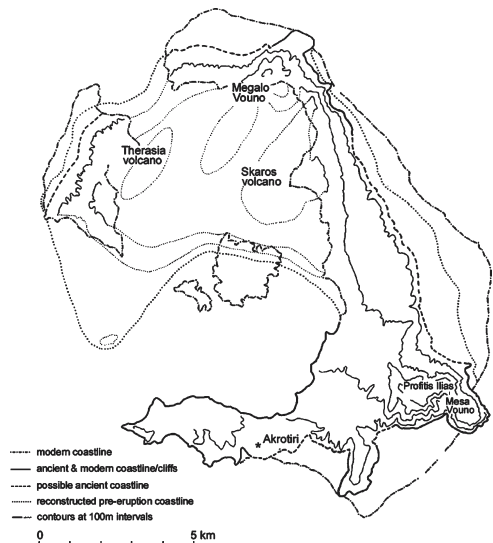 Megalo
Vouno
Therasia
volcano
Skaros
volcano
Profitis Ilias
Mesa
Vouno
* Akrotiri
modern coastline
ancient & modern coastline/cliffs
possible ancient coastline
reconstructed pre-eruption coastline
contours at 100m intervals
0 5 km